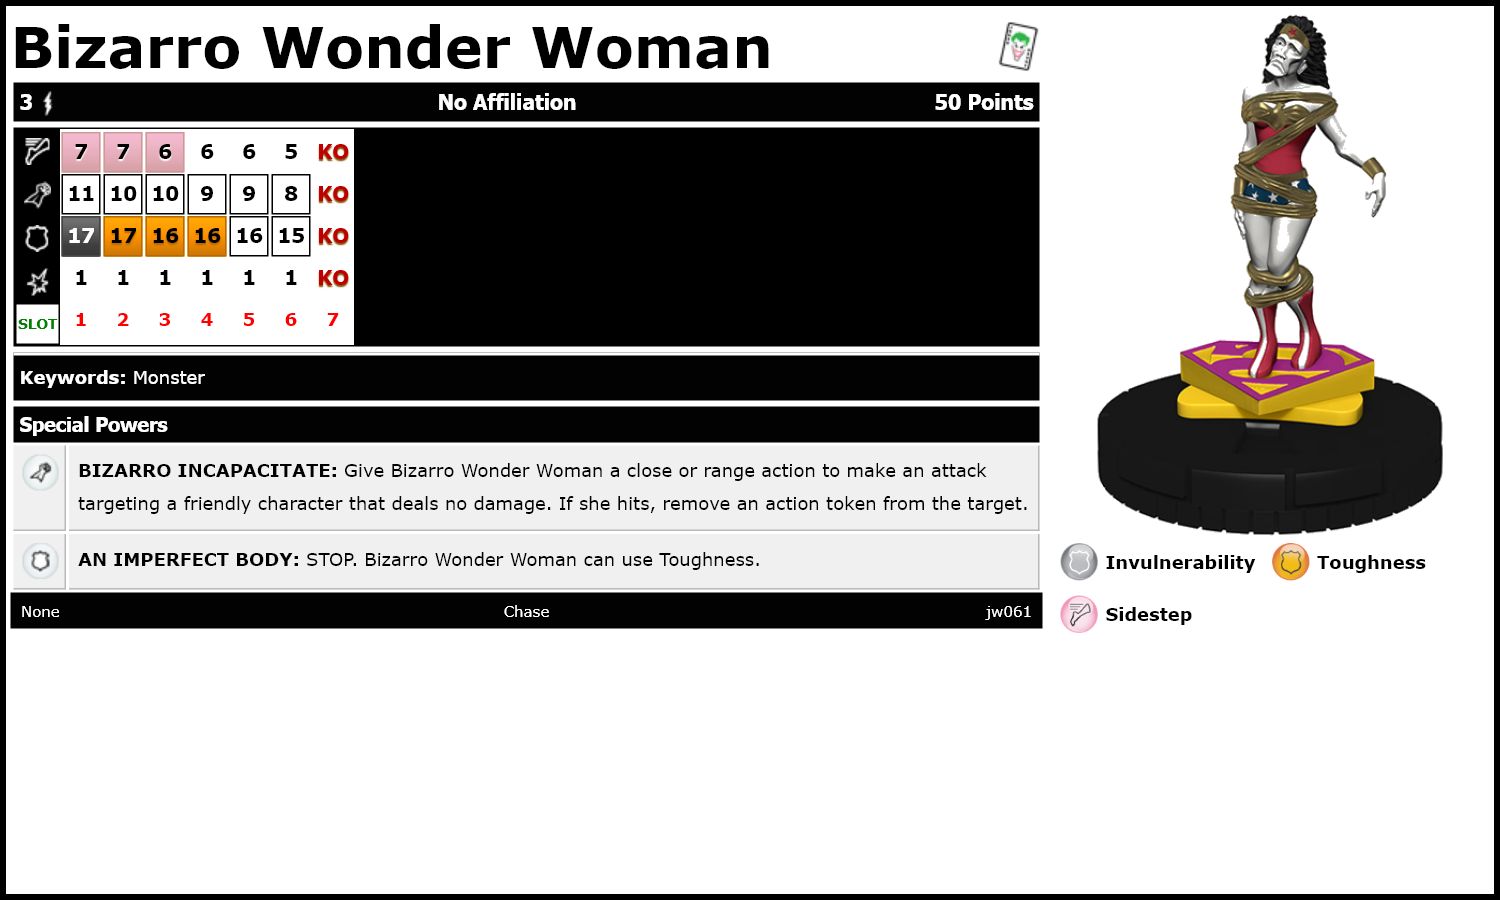 Bizarro Wonder Woman
3 No Affiliation 50 Points
7 7 6 6 6 5 KO
11 10 10 9 9 8 KO
17 17 16 16 16 15 KO
1 1 1 1 1 1 KO
SLOT 1 2 3 4 5 6 7
Keywords: Monster
Special Powers
BIZARRO INCAPACITATE: Give Bizarro Wonder Woman a close or range action to make an attack
targeting a friendly character that deals no damage. If she hits, remove an action token from the target.
AN IMPERFECT BODY: STOP. Bizarro Wonder Woman can use Toughness.
None Chase jw061
Invulnerability Toughness
Sidestep